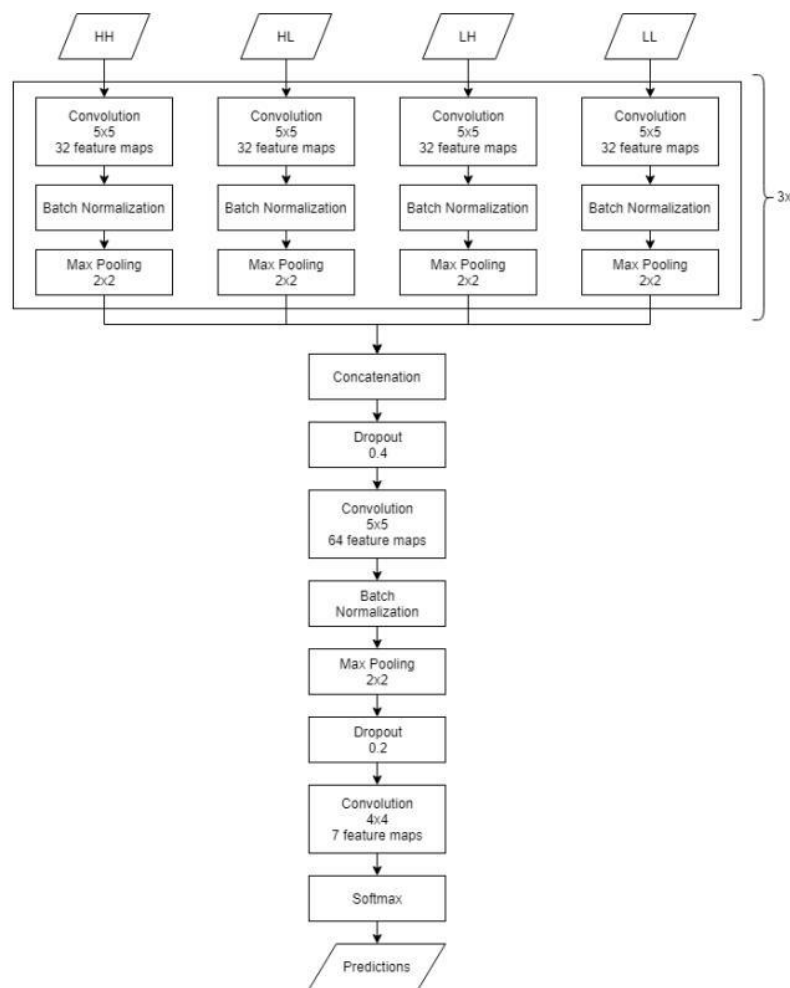 HH
HL
LH
LL
Convolution
5x5
32 feature maps
Convolution
5x5
32 feature maps
Convolution
5x5
32 feature maps
Convolution
5x5
32 feature maps
Batch Normalization
Batch Normalization
Batch Normalization
Batch Normalization
3x
Max Pooling
2x2
Max Pooling
2x2
Max Pooling
2x2
Max Pooling
2x2
Concatenation
Dropout
0.4
Convolution
5x5
64 feature maps
Batch
Normalization
Max Pooling
2x2
Dropout
0.2
Convolution
4x4
7 feature maps
Softmax
Predictions